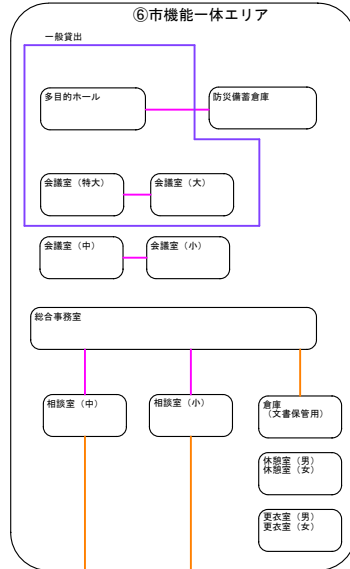 ⑥市機能一体エリア
一般貸出
多目的ホール
防災備蓄倉庫
会議室（特大）
会議室（大）
会議室（中）
会議室（小）
総合事務室
相談室（中）
相談室（小）
倉庫
（文書保管用）
休憩室（男）
休憩室（女）
更衣室（男）
更衣室（女）